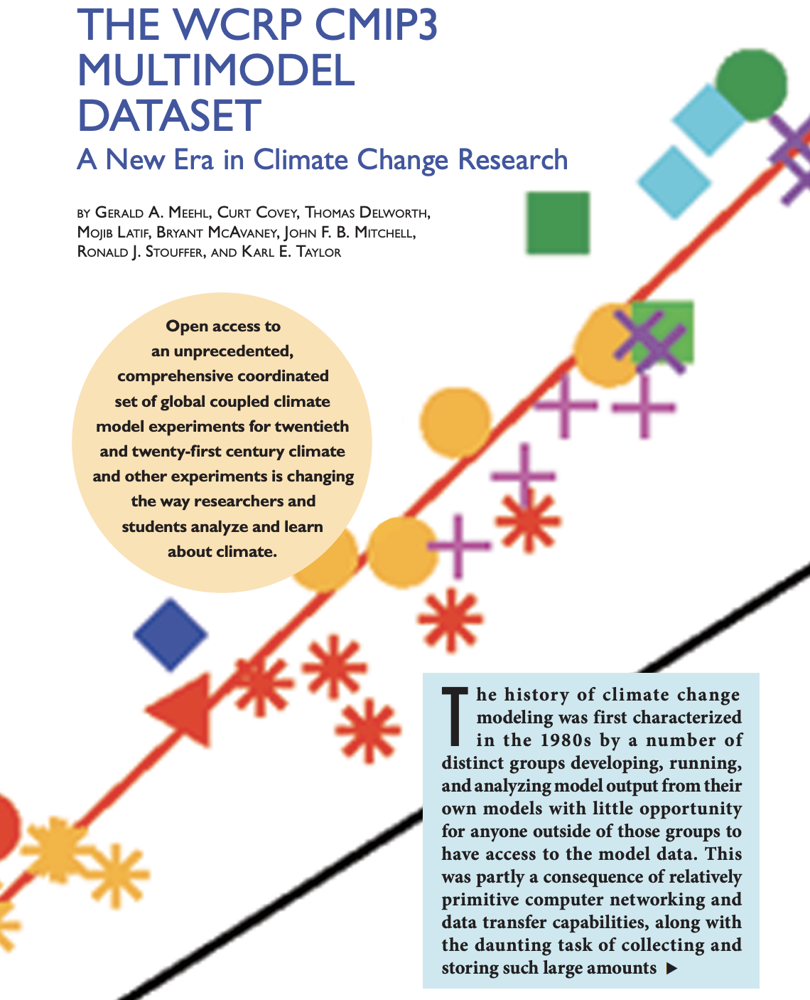 THE WCRP CMIP3
MULTIMODEL
DATASET
A New Era in Climate Change Research
by Gerald A. Meehl, Curt Covey, Thomas Delworth,
Mojib Latif, Bryant McAvaney, John F. B. Mitchell,
Ronald J. Stouffer, and Karl E. Taylor
Open access to
an unprecedented,
comprehensive coordinated
set of global coupled climate
model experiments for twentieth
and twenty-first century climate
and other experiments is changing
the way researchers and
students analyze and learn
about climate.
The history of climate change
modeling was first characterized
in the 1980s by a number of
distinct groups developing, running,
and analyzing model output from their
own models with little opportunity
for anyone outside of those groups to
have access to the model data. This
was partly a consequence of relatively
primitive computer networking and
data transfer capabilities, along with
the daunting task of collecting and
storing such large amounts ▶